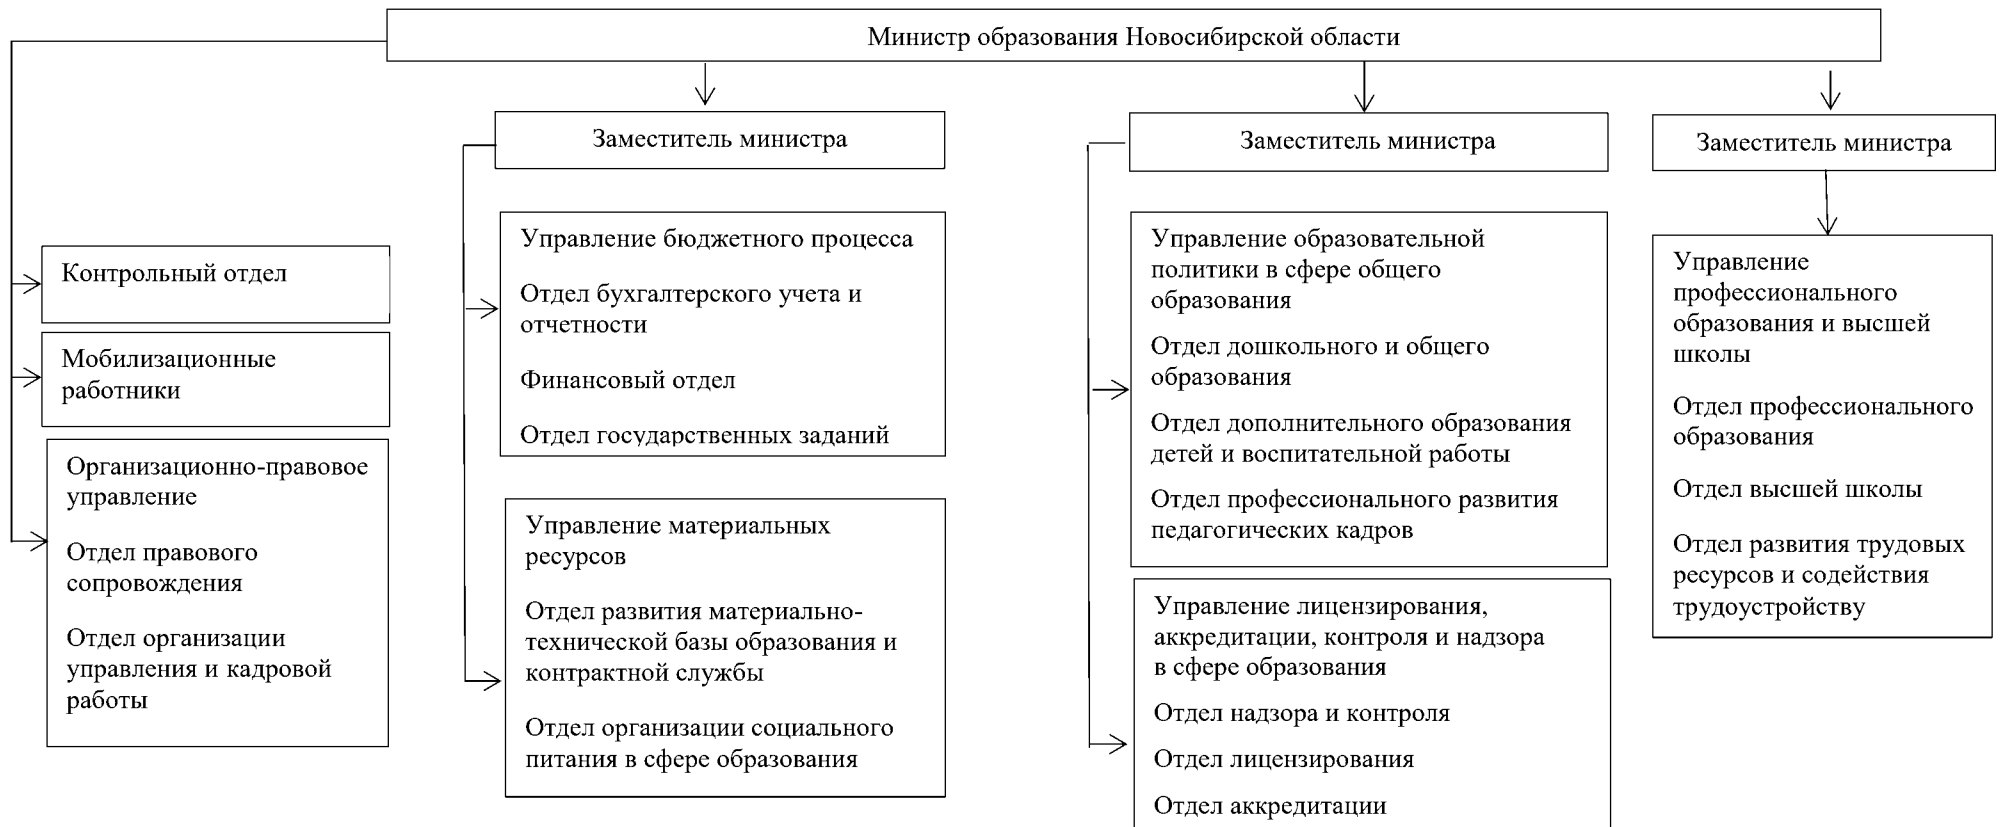 Министр образования Новосибирской области
Заместитель министра
Заместитель министра
Заместитель министра
Контрольный отдел
Мобилизационные
работники
Организационно-правовое
управление
Отдел правового
сопровождения
Отдел организации
управления и кадровой
работы
Управление бюджетного процесса
Отдел бухгалтерского учета и
отчетности
Финансовый отдел
Отдел государственных заданий
Управление материальных
ресурсов
Отдел развития материально-
технической базы образования и
контрактной службы
Отдел организации социального
питания в сфере образования
Управление образовательной
политики в сфере общего
образования
Отдел дошкольного и общего
образования
Отдел дополнительного образования
детей и воспитательной работы
Отдел профессионального развития
педагогических кадров
Управление лицензирования,
аккредитации, контроля и надзора
в сфере образования
Отдел надзора и контроля
Отдел лицензирования
Отдел аккредитации
Управление
профессионального
образования и высшей
школы
Отдел профессионального
образования
Отдел высшей школы
Отдел развития трудовых
ресурсов и содействия
трудоустройству